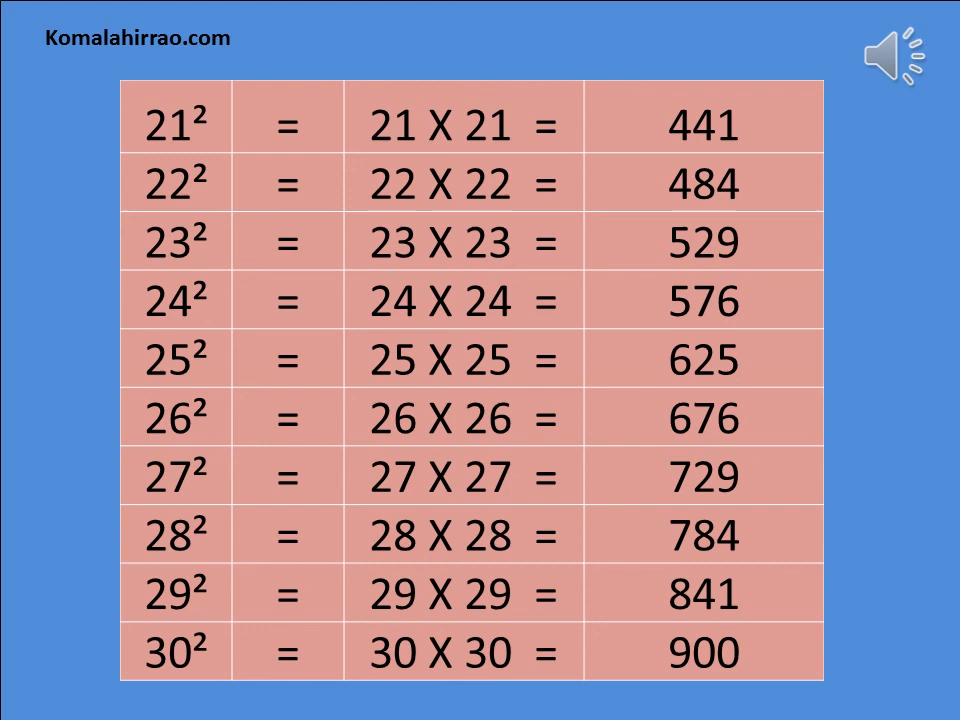 Komalahirrao.com
21² = 21 X 21 = 441
22² = 22 X 22 = 484
23² = 23 X 23 = 529
24² = 24 X 24 = 576
25² = 25 X 25 = 625
26² = 26 X 26 = 676
27² = 27 X 27 = 729
28² = 28 X 28 = 784
29² = 29 X 29 = 841
30² = 30 X 30 = 900